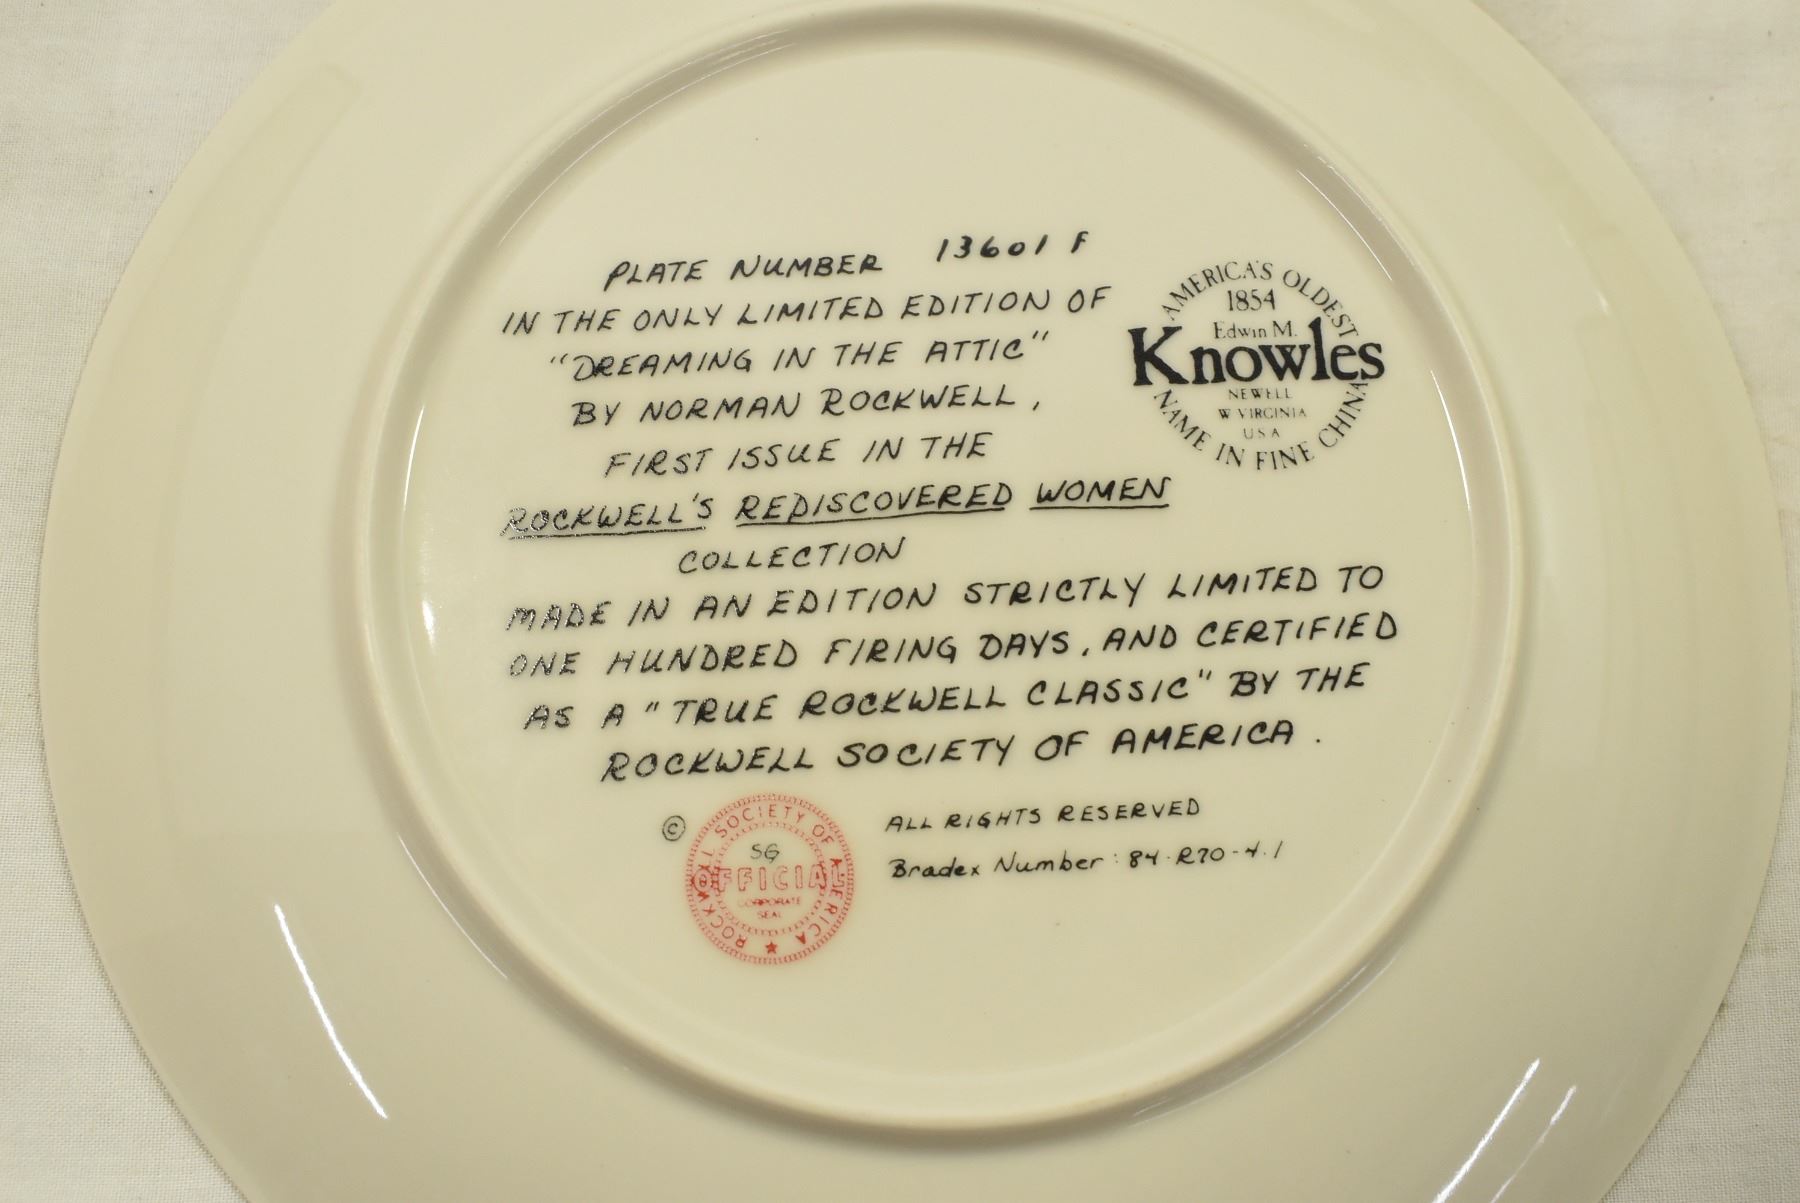 PLATE NUMBER 13601 F
IN THE ONLY LIMITED EDITION OF
"DREAMING IN THE ATTIC"
BY NORMAN ROCKWELL,
FIRST ISSUE IN THE
ROCKWELL'S REDISCOVERED WOMEN
COLLECTION
MADE IN AN EDITION STRICTLY LIMITED TO
ONE HUNDRED FIRING DAYS, AND CERTIFIED
AS A "TRUE ROCKWELL CLASSIC" BY THE
ROCKWELL SOCIETY OF AMERICA.
AMERICA'S OLDEST
1854
Edwin M.
Knowles
NEWELL
W VIRGINIA
USA
NAME IN FINE CHINA
©
ROCKWELL SOCIETY OF AMERICA
SG
OFFICIAL
CORPORATE
SEAL
ALL RIGHTS RESERVED
Bradex Number: 84-R70-4.1